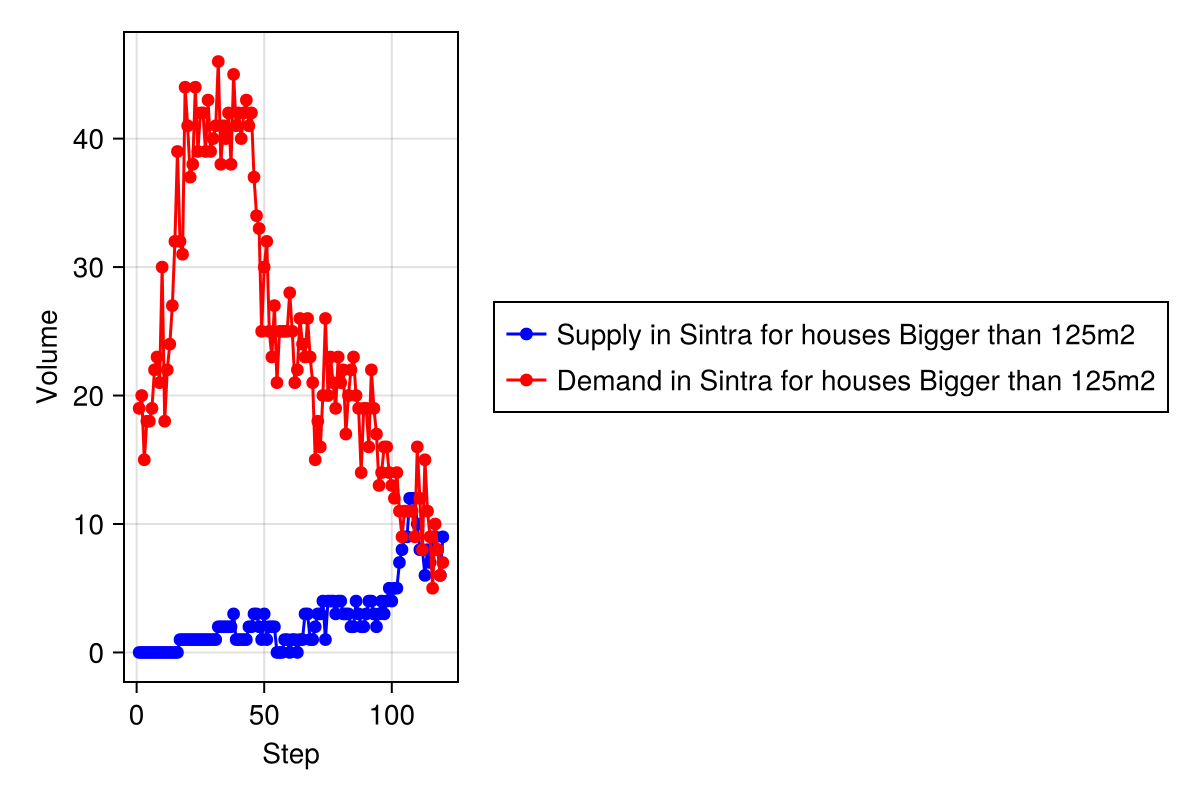 40
30
20
10
0
Volume
0 50 100
Step
Supply in Sintra for houses Bigger than 125m2
Demand in Sintra for houses Bigger than 125m2